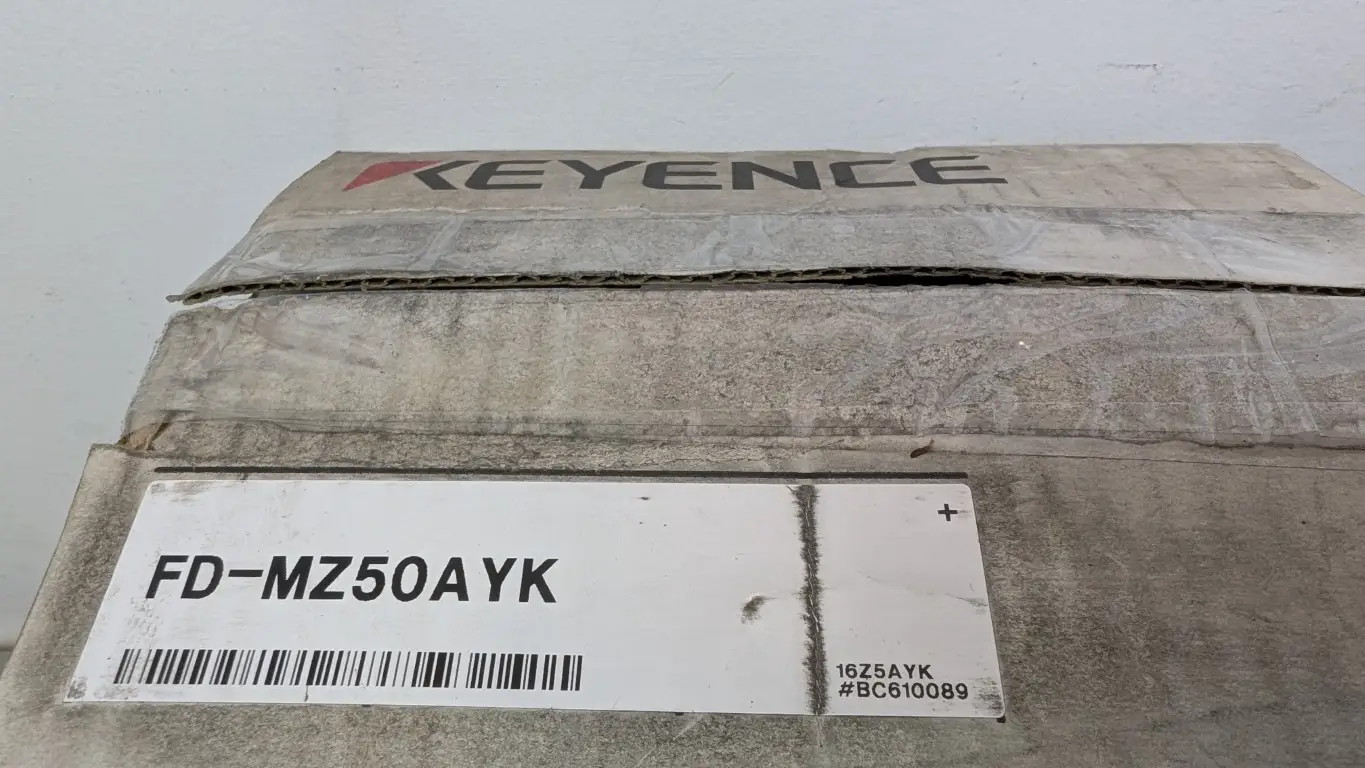 KEYENCE
+
FD-MZ50AYK
16Z5AYK
#BC610089